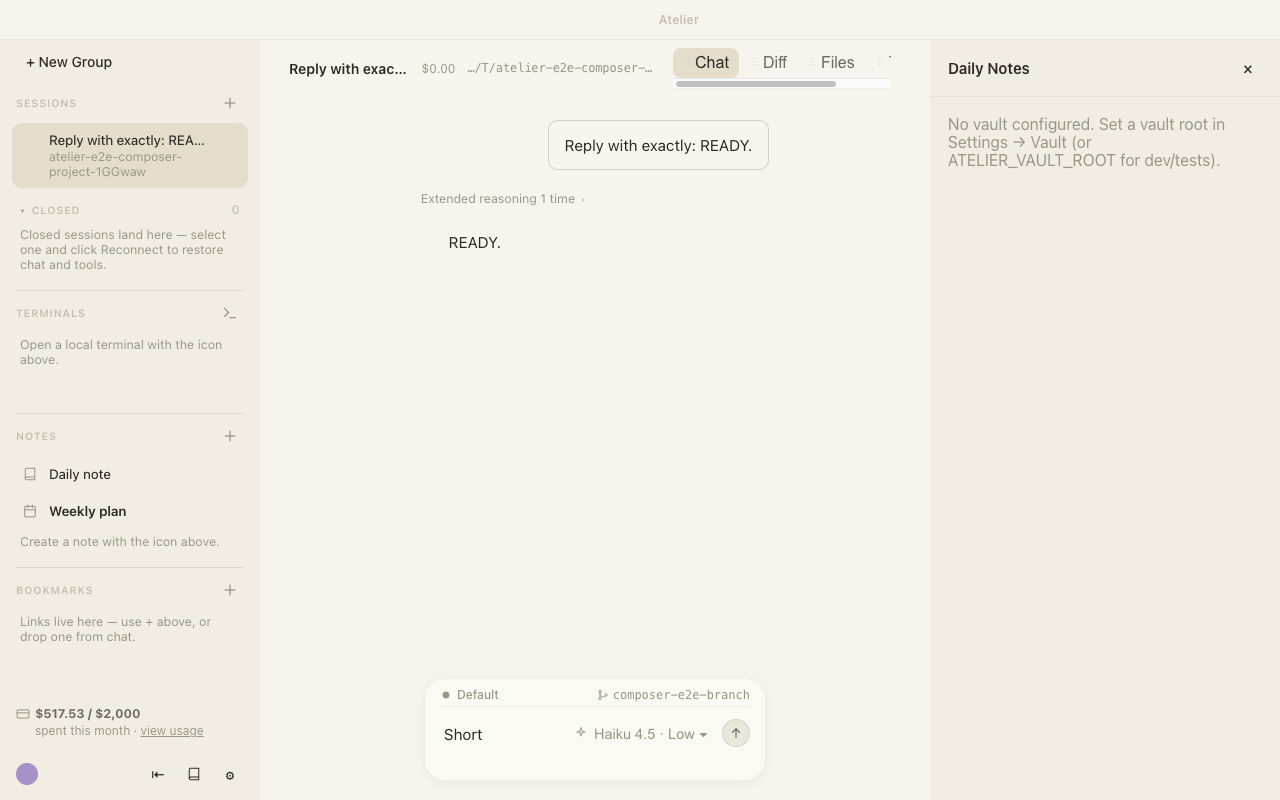 Atelier
+ New Group
SESSIONS
Reply with exactly: REA...
atelier-e2e-composer-
project-1GGwaw
CLOSED 0
Closed sessions land here — select
one and click Reconnect to restore
chat and tools.
TERMINALS
Open a local terminal with the icon
above.
NOTES
Daily note
Weekly plan
Create a note with the icon above.
BOOKMARKS
Links live here — use + above, or
drop one from chat.
$517.53 / $2,000
spent this month · view usage
Reply with exac... $0.00 …/T/atelier-e2e-composer-…
Chat Diff Files
Reply with exactly: READY.
Extended reasoning 1 time
READY.
Default composer-e2e-branch
Short Haiku 4.5 · Low
Daily Notes ×
No vault configured. Set a vault root in
Settings → Vault (or
ATELIER_VAULT_ROOT for dev/tests).